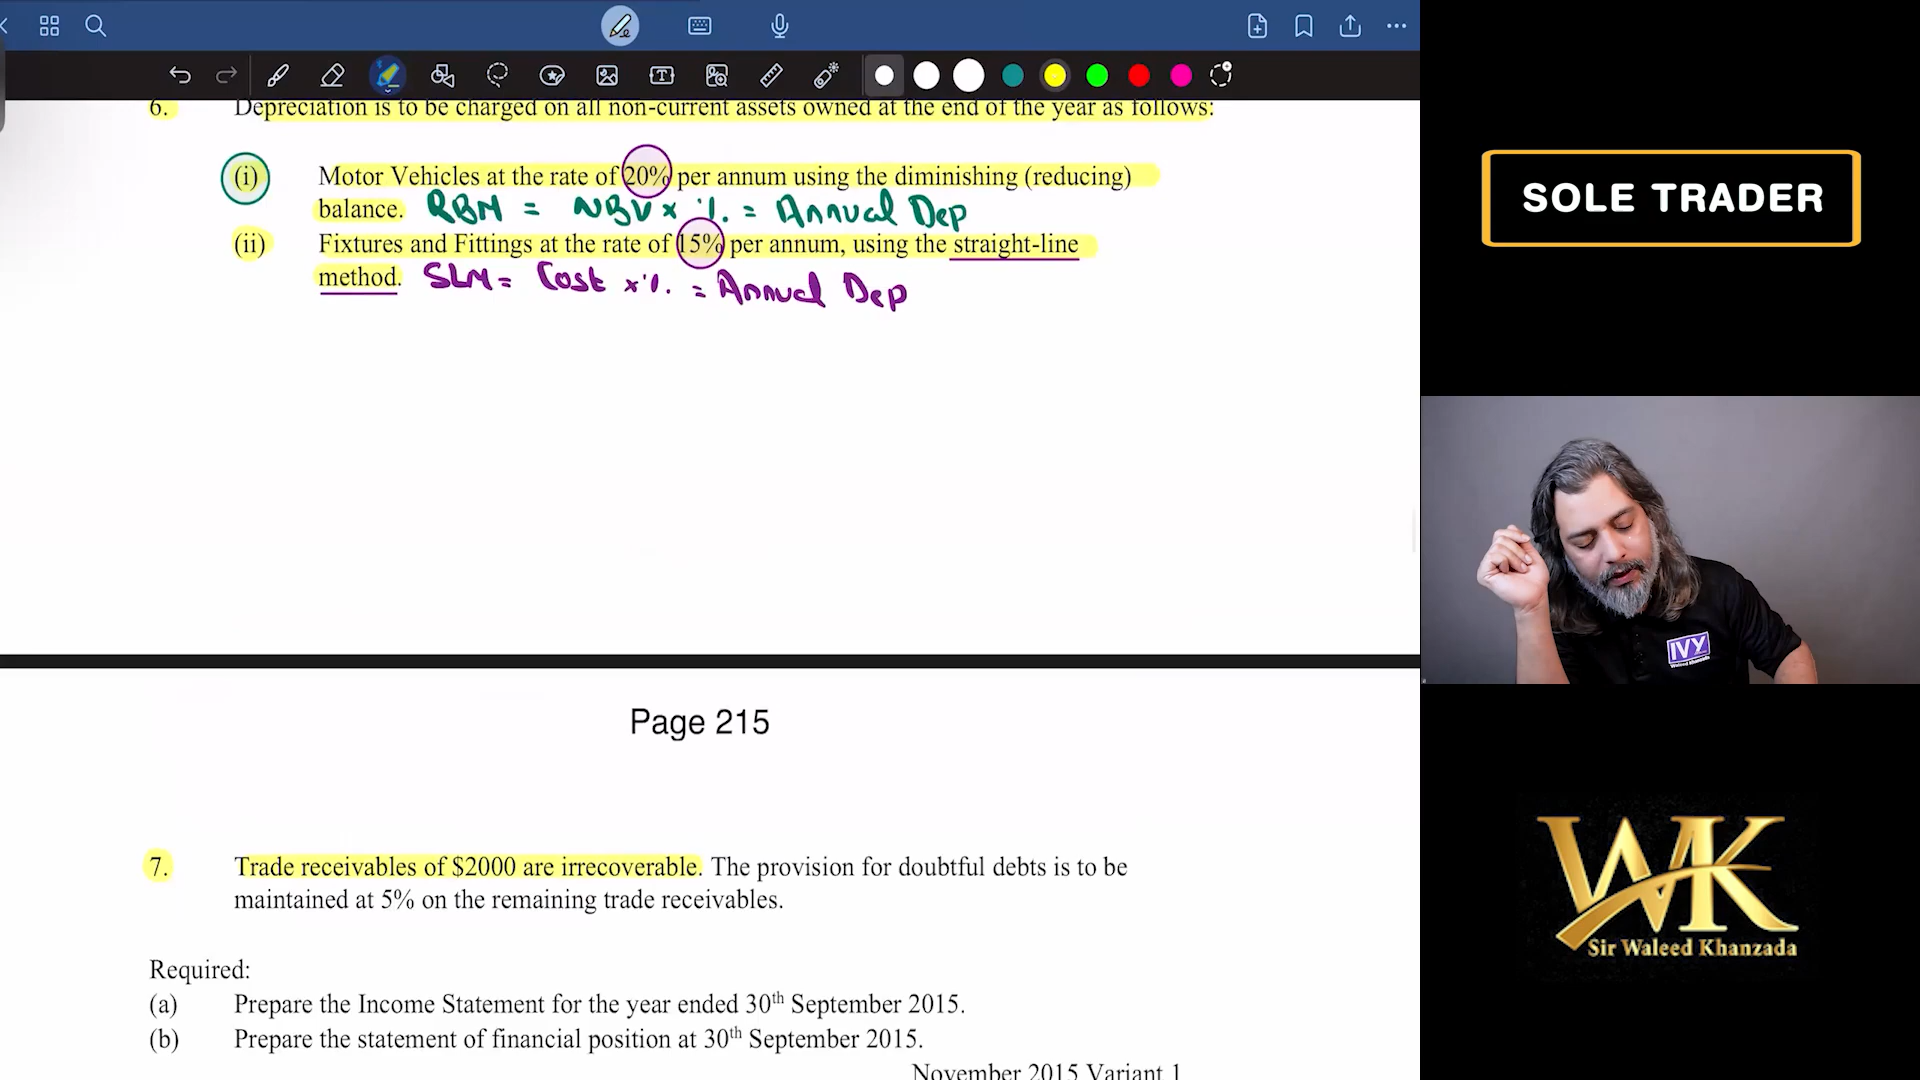 6. Depreciation is to be charged on all non-current assets owned at the end of the year as follows:
(i) Motor Vehicles at the rate of 20% per annum using the diminishing (reducing)
balance. RBM = NBV x %. = Annual Dep
(ii) Fixtures and Fittings at the rate of 15% per annum, using the straight-line
method. SLM = Cost x %. = Annual Dep
Page 215
7. Trade receivables of $2000 are irrecoverable. The provision for doubtful debts is to be
maintained at 5% on the remaining trade receivables.
Required:
(a) Prepare the Income Statement for the year ended 30th September 2015.
(b) Prepare the statement of financial position at 30th September 2015.
November 2015 Variant 1
SOLE TRADER
IVY
Waleed Khanzada
WK
Sir Waleed Khanzada